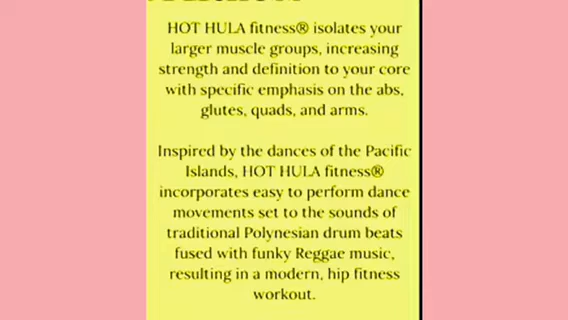 HOT HULA fitness® isolates your
larger muscle groups, increasing
strength and definition to your core
with specific emphasis on the abs,
glutes, quads, and arms.
Inspired by the dances of the Pacific
Islands, HOT HULA fitness®
incorporates easy to perform dance
movements set to the sounds of
traditional Polynesian drum beats
fused with funky Reggae music,
resulting in a modern, hip fitness
workout.